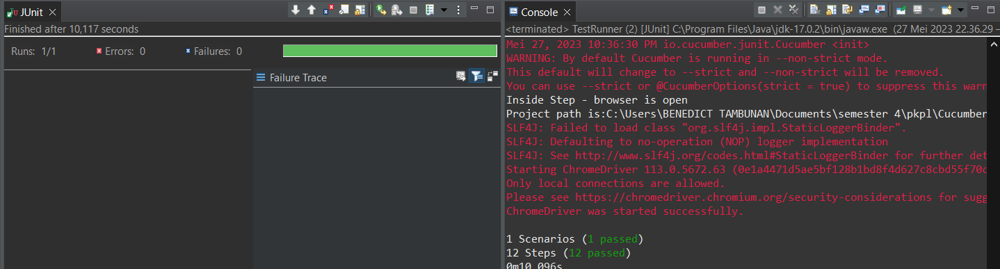 JUnit
Finished after 10,117 seconds
Runs: 1/1
Errors: 0
Failures: 0
Failure Trace
Console
<terminated> TestRunner (2) [JUnit] C:\Program Files\Java\jdk-17.0.2\bin\javaw.exe (27 Mei 2023 22.36.29 –
Mei 27, 2023 10:36:30 PM io.cucumber.junit.Cucumber <init>
WARNING: By default Cucumber is running in --non-strict mode.
This default will change to --strict and --non-strict will be removed.
You can use --strict or @CucumberOptions(strict = true) to suppress this warn
Inside Step - browser is open
Project path is:C:\Users\BENEDICT TAMBUNAN\Documents\semester 4\pkpl\Cucumber
SLF4J: Failed to load class "org.slf4j.impl.StaticLoggerBinder".
SLF4J: Defaulting to no-operation (NOP) logger implementation
SLF4J: See http://www.slf4j.org/codes.html#StaticLoggerBinder for further det
Starting ChromeDriver 113.0.5672.63 (0e1a4471d5ae5bf128b1bd8f4d627c8cbd55f70c
Only local connections are allowed.
Please see https://chromedriver.chromium.org/security-considerations for sugg
ChromeDriver was started successfully.
1 Scenarios (1 passed)
12 Steps (12 passed)
0m10.096s